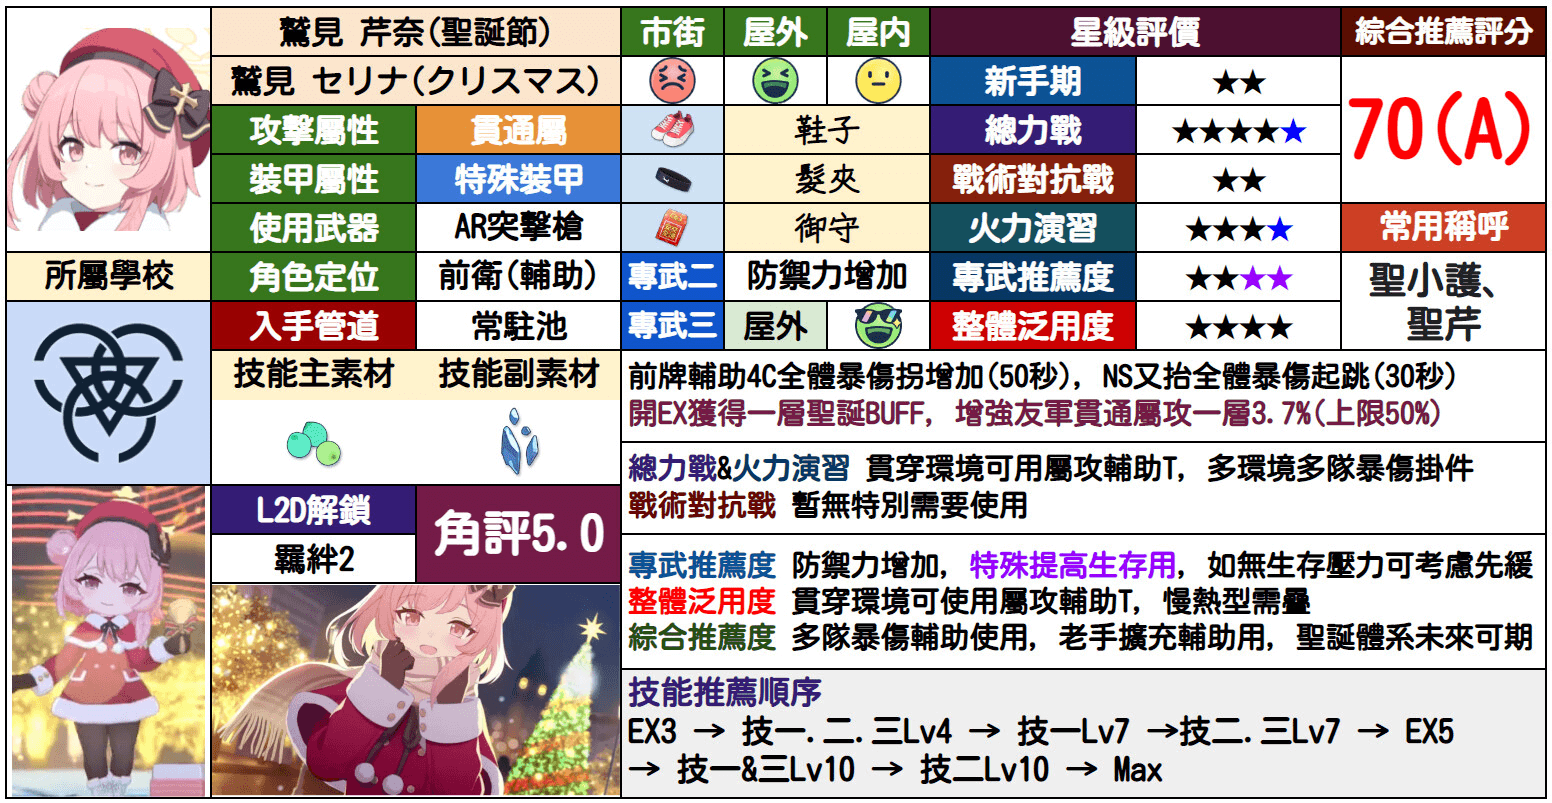 鷲見 芹奈(聖誕節)
市街
屋外
屋内
星級評價
綜合推薦評分
鷲見 セリナ(クリスマス)
新手期
★★
70(A)
攻擊屬性
貫通屬
鞋子
總力戰
★★★★★
裝甲屬性
特殊裝甲
髮夾
戰術對抗戰
★★
使用武器
AR突擊槍
御守
火力演習
★★★★
常用稱呼
所屬學校
角色定位
前衛(輔助)
專武二
防禦力增加
專武推薦度
★★★★
聖小護、
聖芹
入手管道
常駐池
專武三
屋外
整體泛用度
★★★★
技能主素材
技能副素材
前牌輔助4C全體暴傷拐增加(50秒), NS又抬全體暴傷起跳(30秒)
開EX獲得一層聖誕BUFF, 增強友軍貫通屬攻一層3.7%(上限50%)
總力戰&火力演習 貫穿環境可用屬攻輔助T, 多環境多隊暴傷掛件
戰術對抗戰 暫無特別需要使用
L2D解鎖
角評5.0
羈絆2
專武推薦度 防禦力增加, 特殊提高生存用, 如無生存壓力可考慮先緩
整體泛用度 貫穿環境可使用屬攻輔助T, 慢熱型需疊
綜合推薦度 多隊暴傷輔助使用, 老手擴充輔助用, 聖誕體系未來可期
技能推薦順序
EX3 → 技一.二.三Lv4 → 技一Lv7 →技二.三Lv7 → EX5
→ 技一&三Lv10 → 技二Lv10 → Max